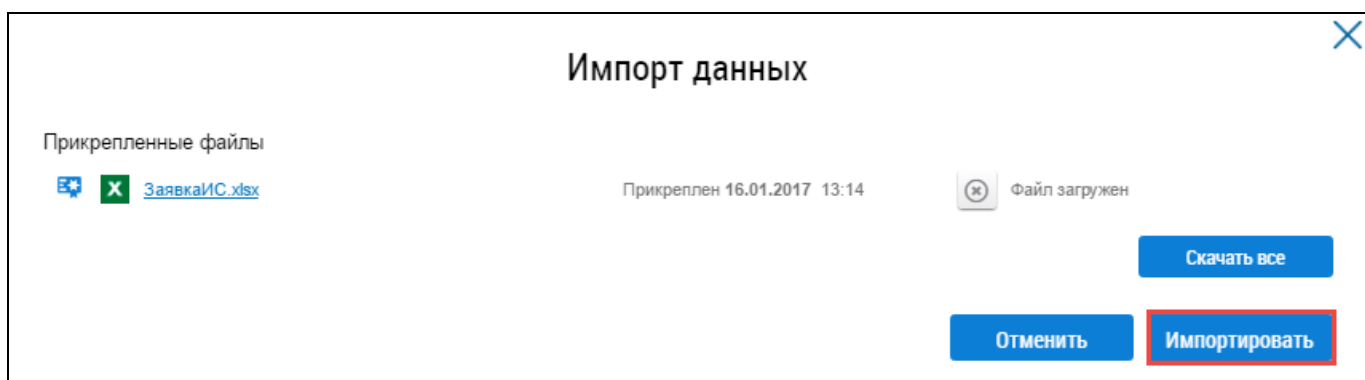 Импорт данных
Прикрепленные файлы
X ЗаявкаИС.xlsx Прикреплен 16.01.2017 13:14 Файл загружен
Скачать все
Отменить Импортировать